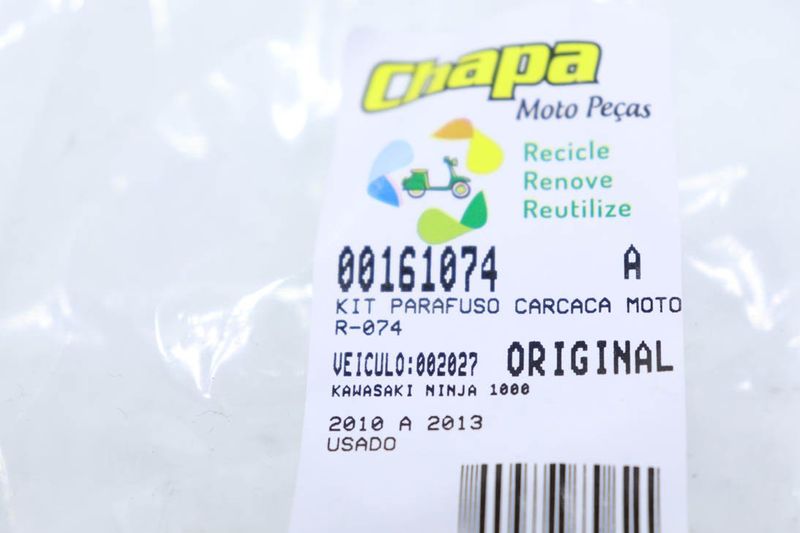 Chapa
Moto Peças
Recicle
Renove
Reutilize
00161074 A
KIT PARAFUSO CARCACA MOTO
R-074
VEICULO:002027 ORIGINAL
KAWASAKI NINJA 1000
2010 A 2013
USADO